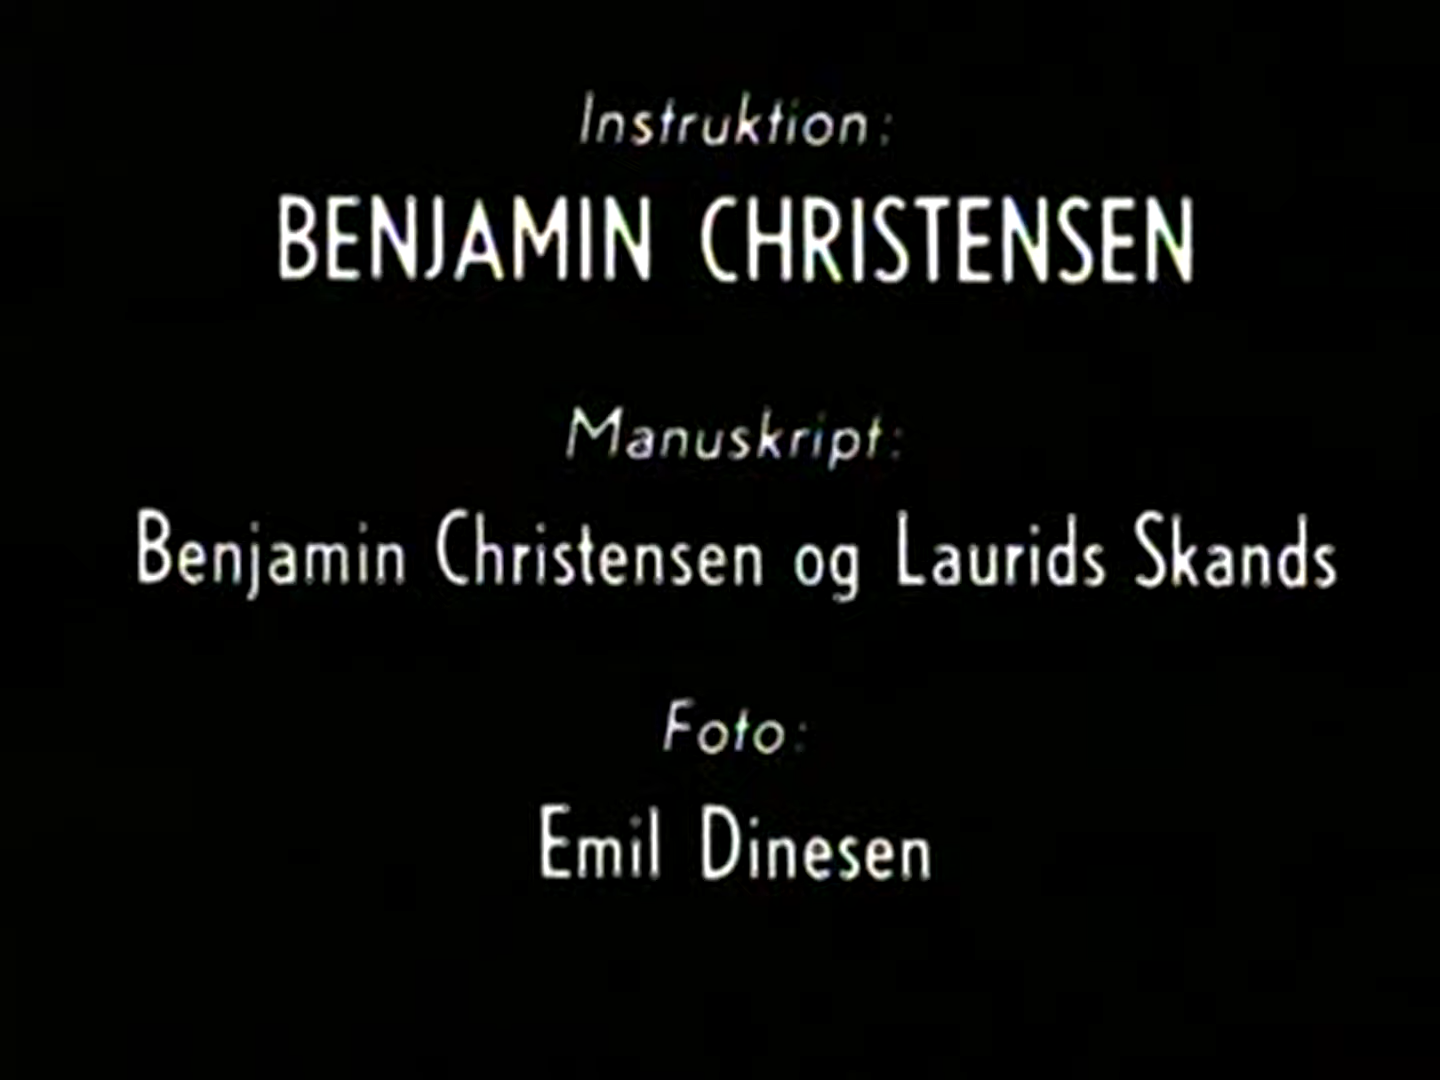 Instruktion:
BENJAMIN CHRISTENSEN
Manuskript:
Benjamin Christensen og Laurids Skands
Foto:
Emil Dinesen